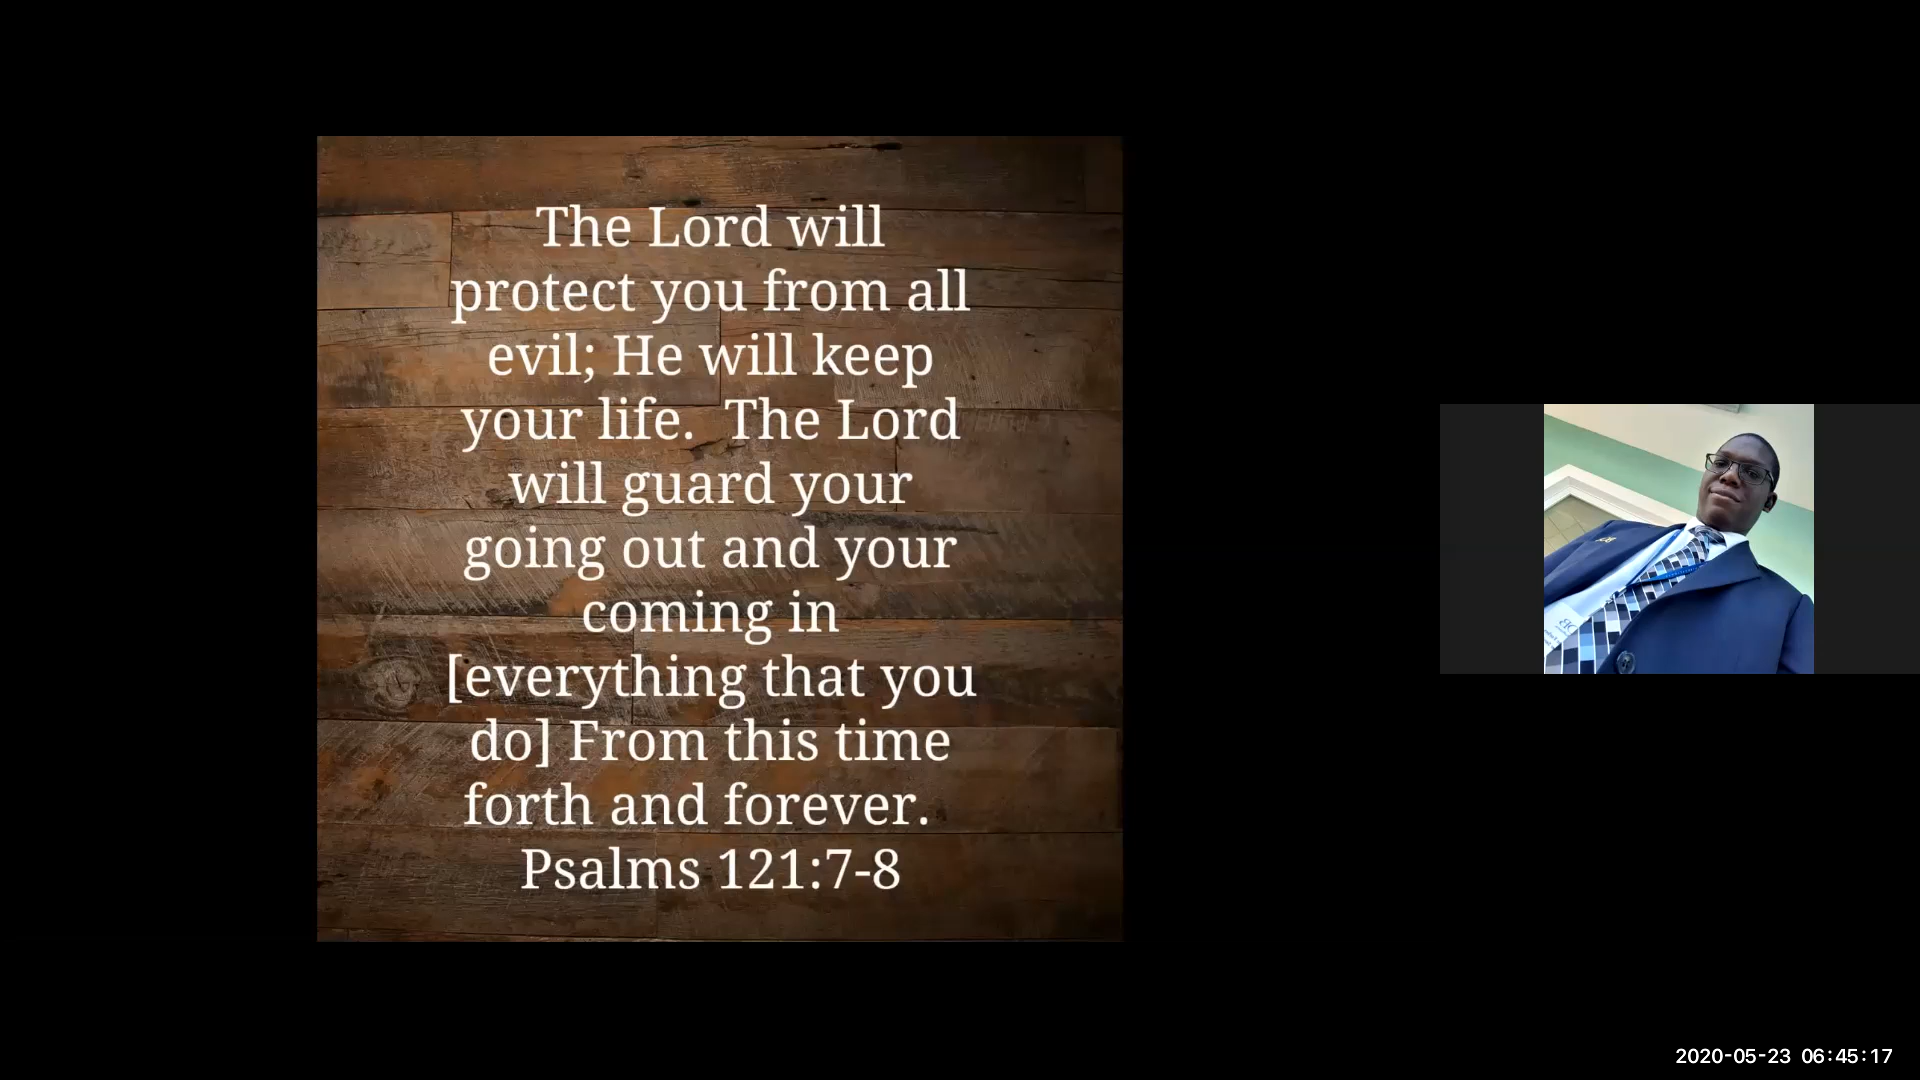 The Lord will
protect you from all
evil; He will keep
your life.  The Lord
will guard your
going out and your
coming in
[everything that you
do] From this time
forth and forever.
Psalms 121:7-8
2020-05-23 06:45:17